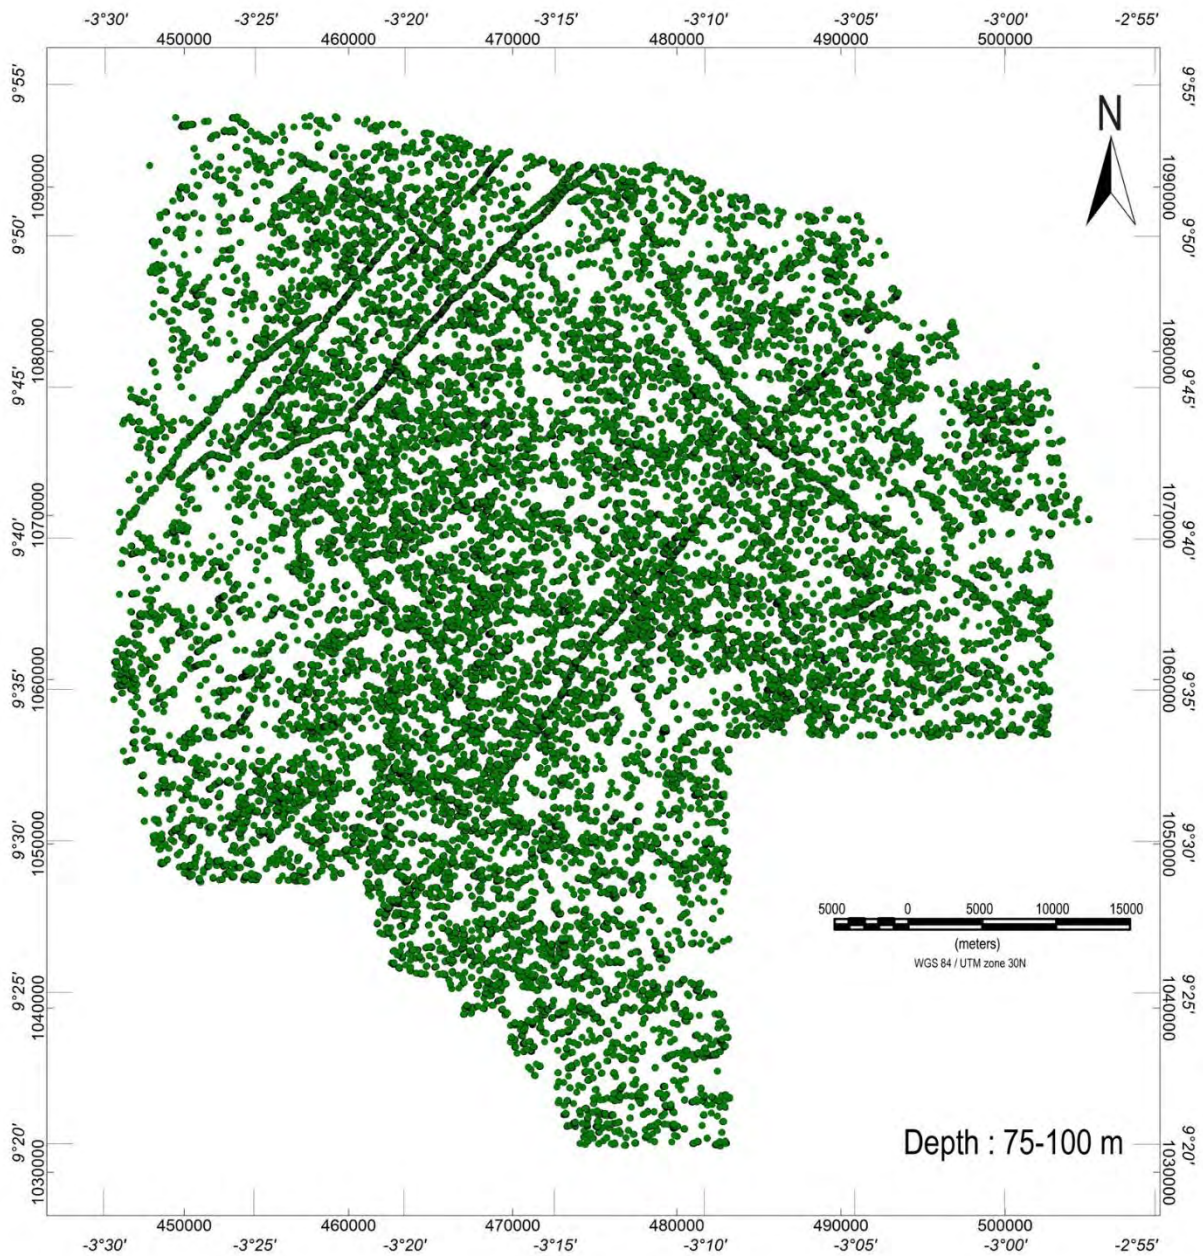 -3°30' -3°25' -3°20' -3°15' -3°10' -3°05' -3°00' -2°55'
450000 460000 470000 480000 490000 500000
9°55' 9°55'
N
1090000 1090000
9°50' 9°50'
1080000 1080000
9°45' 9°45'
1070000 1070000
9°40' 9°40'
1060000 1060000
9°35' 9°35'
1050000 1050000
9°30' 9°30'
5000 0 5000 10000 15000
(meters)
WGS 84 / UTM zone 30N
9°25' 9°25'
1040000 1040000
Depth : 75-100 m
9°20' 9°20'
1030000 1030000
450000 460000 470000 480000 490000 500000
-3°30' -3°25' -3°20' -3°15' -3°10' -3°05' -3°00' -2°55'